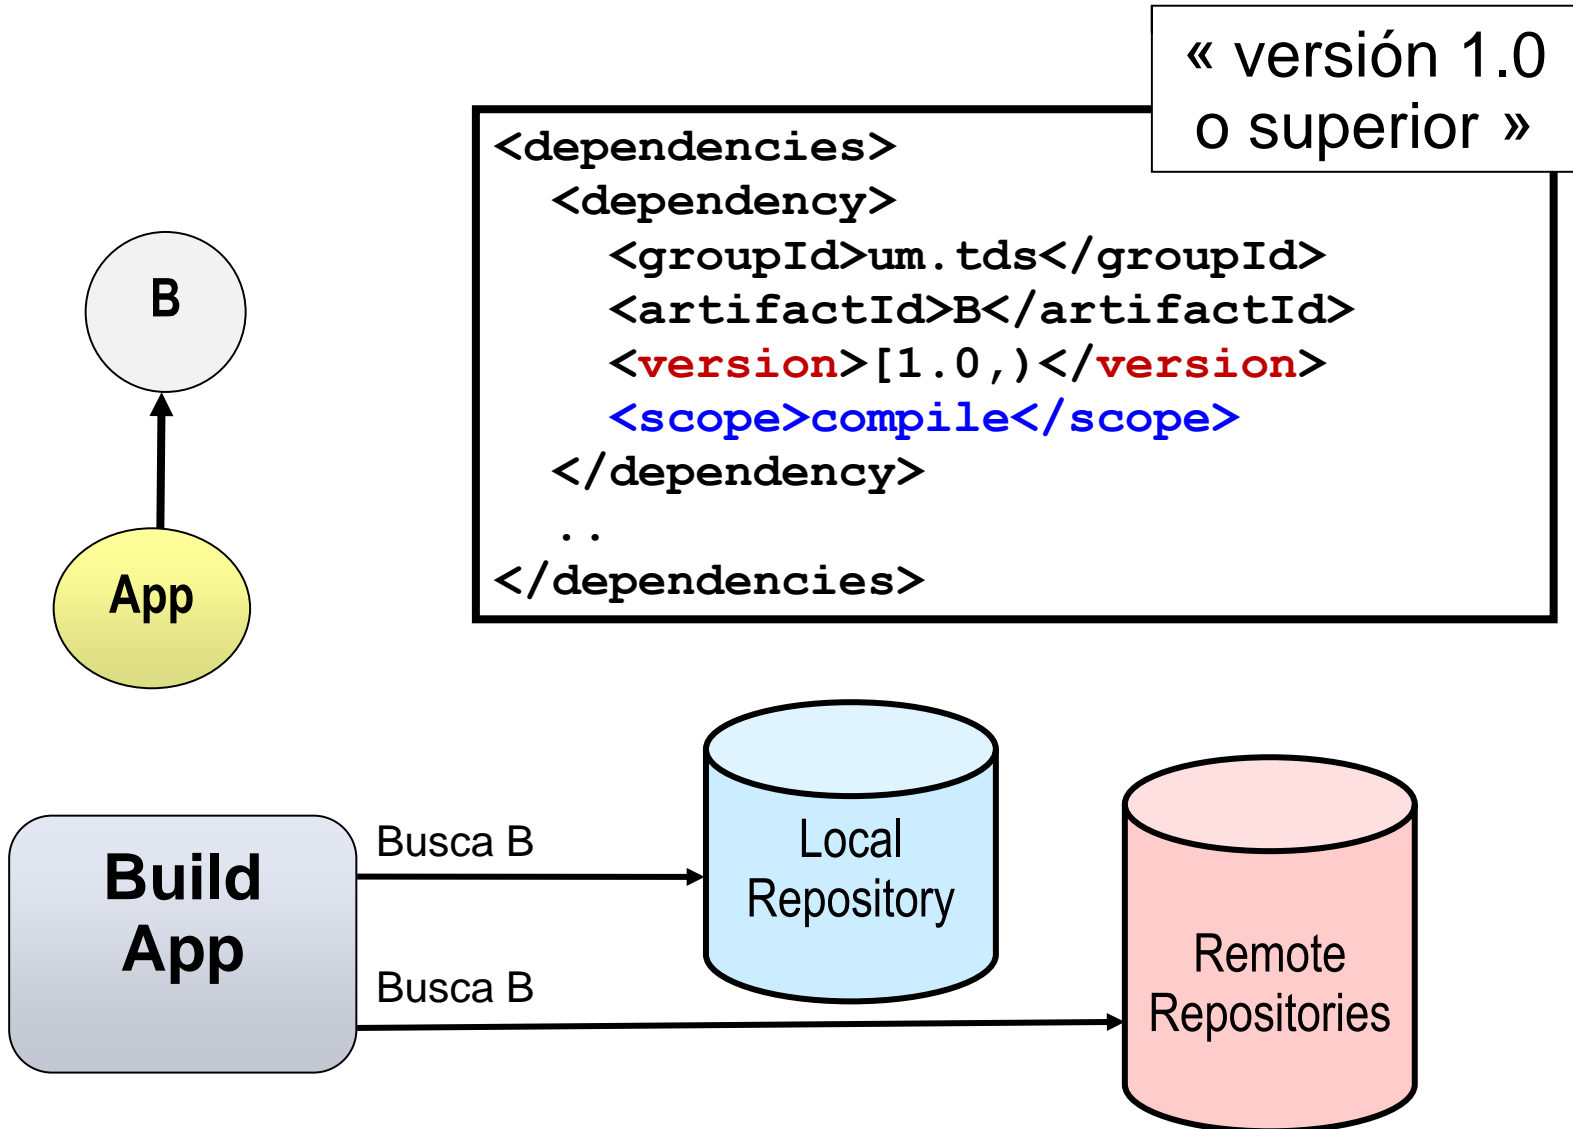 « versión 1.0
o superior »
<dependencies>
<dependency>
<groupId>um.tds</groupId>
<artifactId>B</artifactId>
<version>[1.0,)</version>
<scope>compile</scope>
</dependency>
..
</dependencies>
B
App
Build
App
Busca B
Busca B
Local
Repository
Remote
Repositories